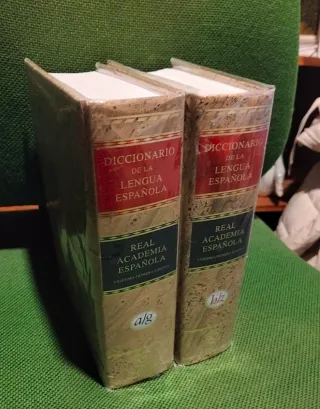 DICCIONARIO
DE LA
LENGUA
ESPAÑOLA
REAL
ACADEMIA
ESPAÑOLA
a/g
DICCIONARIO
DE LA
LENGUA
ESPAÑOLA
REAL
ACADEMIA
ESPAÑOLA
h/z